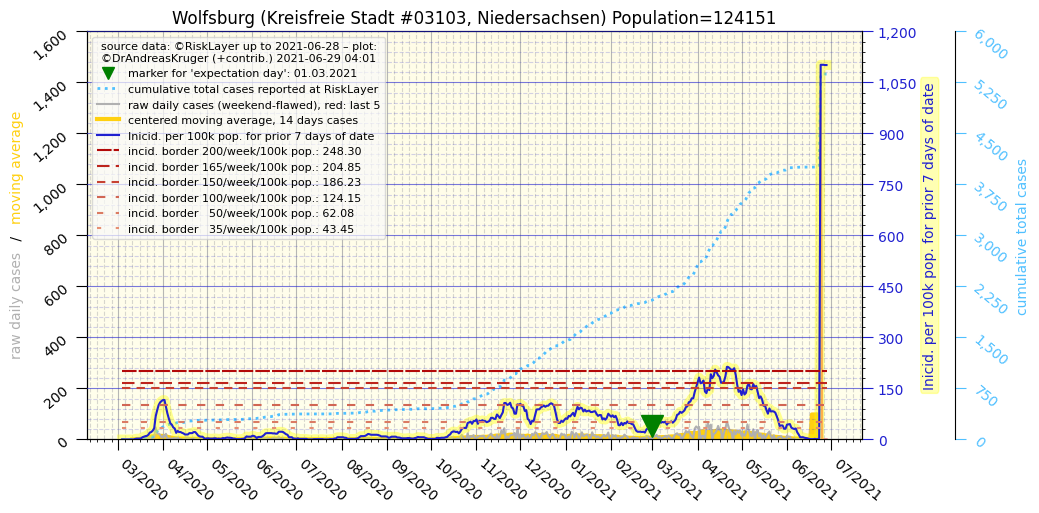 Wolfsburg (Kreisfreie Stadt #03103, Niedersachsen) Population=124151
source data: ©RiskLayer up to 2021-06-28 – plot:
©DrAndreasKruger (+contrib.) 2021-06-29 04:01
marker for 'expectation day': 01.03.2021
cumulative total cases reported at RiskLayer
raw daily cases (weekend-flawed), red: last 5
centered moving average, 14 days cases
Inicid. per 100k pop. for prior 7 days of date
incid. border 200/week/100k pop.: 248.30
incid. border 165/week/100k pop.: 204.85
incid. border 150/week/100k pop.: 186.23
incid. border 100/week/100k pop.: 124.15
incid. border   50/week/100k pop.: 62.08
incid. border   35/week/100k pop.: 43.45
raw daily cases / moving average
1,600
1,400
1,200
1,000
800
600
400
200
0
1,200
1,050
900
750
600
450
300
150
0
Inicid. per 100k pop. for prior 7 days of date
6,000
5,250
4,500
3,750
3,000
2,250
1,500
750
0
cumulative total cases
03/2020
04/2020
05/2020
06/2020
07/2020
08/2020
09/2020
10/2020
11/2020
12/2020
01/2021
02/2021
03/2021
04/2021
05/2021
06/2021
07/2021